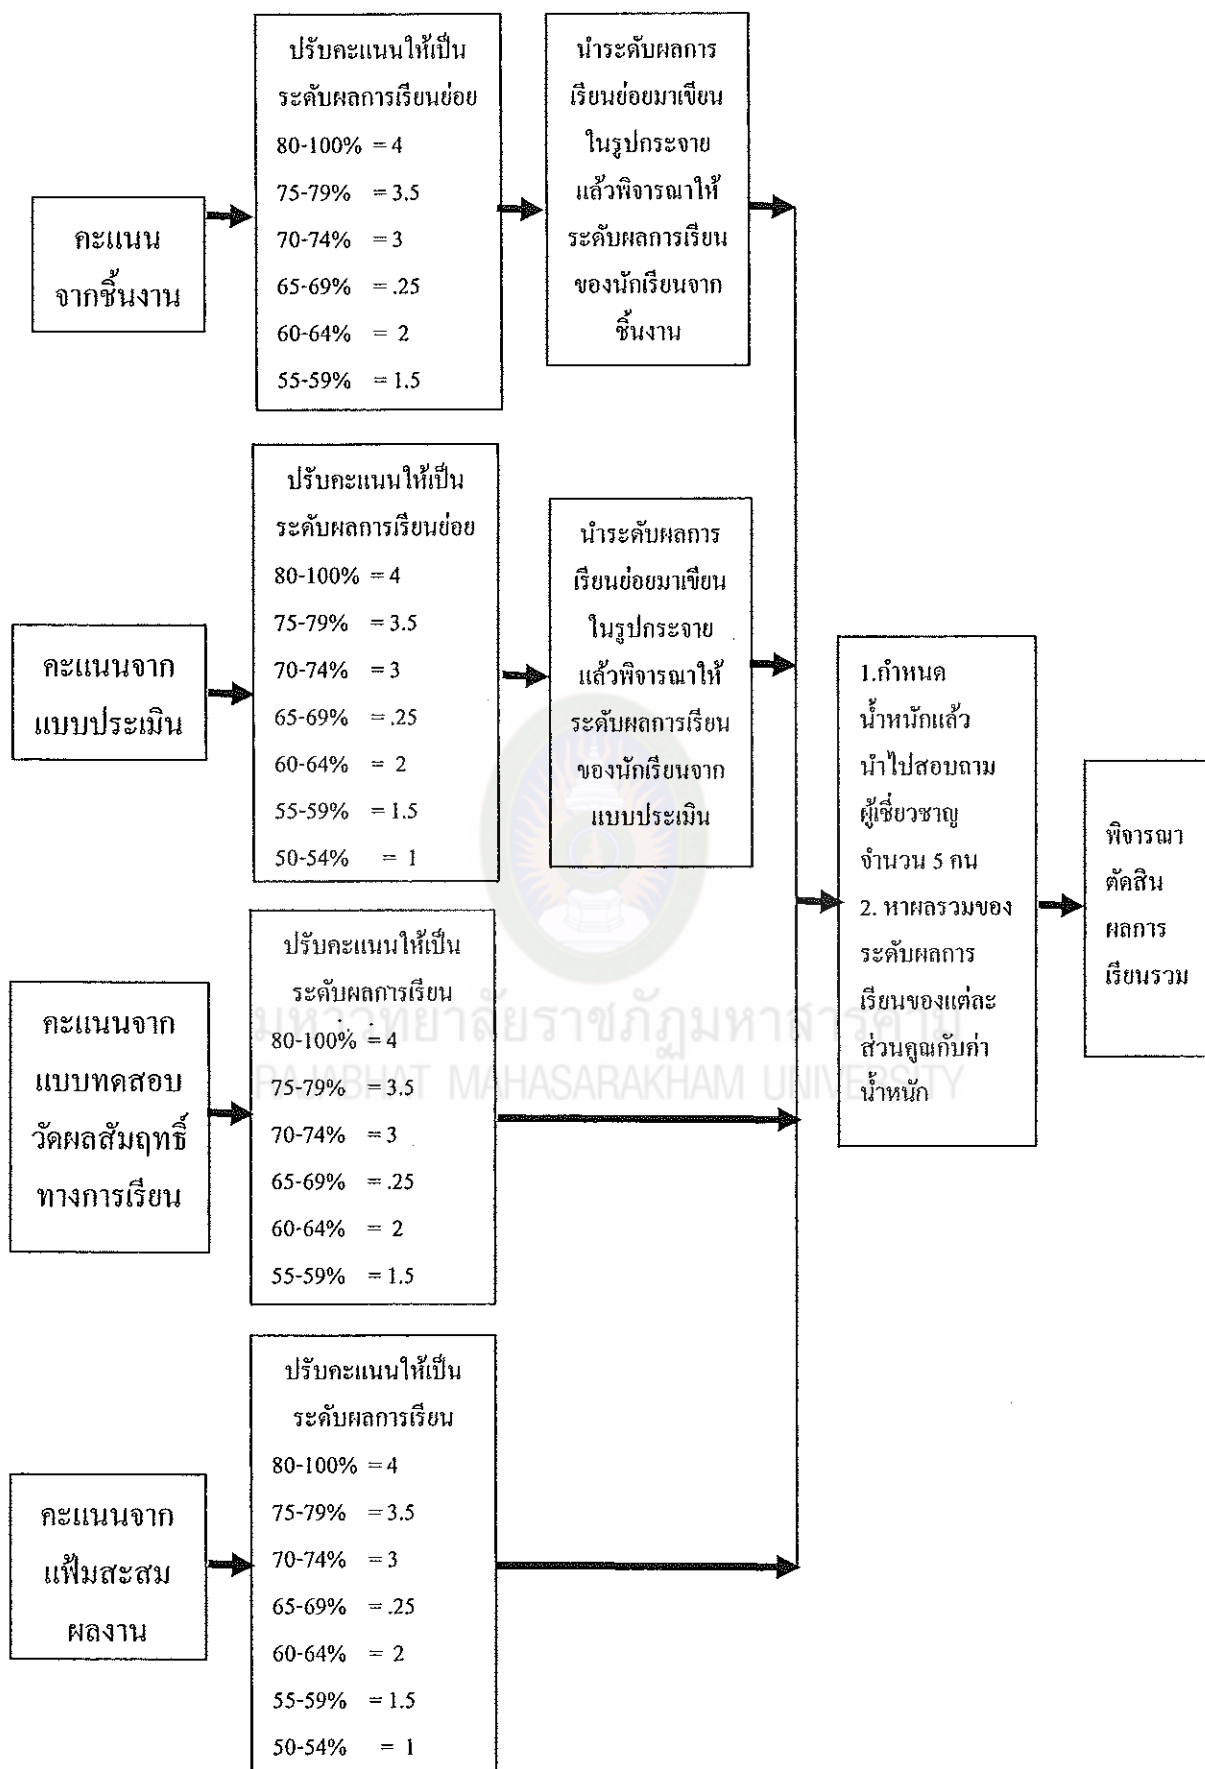 คะแนน
จากชิ้นงาน
ปรับคะแนนให้เป็น
ระดับผลการเรียนย่อย
80-100% = 4
75-79% = 3.5
70-74% = 3
65-69% = .25
60-64% = 2
55-59% = 1.5
นำระดับผลการ
เรียนย่อยมาเขียน
ในรูปกระจาย
แล้วพิจารณาให้
ระดับผลการเรียน
ของนักเรียนจาก
ชิ้นงาน
คะแนนจาก
แบบประเมิน
ปรับคะแนนให้เป็น
ระดับผลการเรียนย่อย
80-100% = 4
75-79% = 3.5
70-74% = 3
65-69% = .25
60-64% = 2
55-59% = 1.5
50-54% = 1
นำระดับผลการ
เรียนย่อยมาเขียน
ในรูปกระจาย
แล้วพิจารณาให้
ระดับผลการเรียน
ของนักเรียนจาก
แบบประเมิน
คะแนนจาก
แบบทดสอบ
วัดผลสัมฤทธิ์
ทางการเรียน
ปรับคะแนนให้เป็น
ระดับผลการเรียน
80-100% = 4
75-79% = 3.5
70-74% = 3
65-69% = .25
60-64% = 2
55-59% = 1.5
คะแนนจาก
แฟ้มสะสม
ผลงาน
ปรับคะแนนให้เป็น
ระดับผลการเรียน
80-100% = 4
75-79% = 3.5
70-74% = 3
65-69% = .25
60-64% = 2
55-59% = 1.5
50-54% = 1
1.กำหนด
น้ำหนักแล้ว
นำไปสอบถาม
ผู้เชี่ยวชาญ
จำนวน 5 คน
2. หาผลรวมของ
ระดับผลการ
เรียนของแต่ละ
ส่วนคูณกับค่า
น้ำหนัก
พิจารณา
ตัดสิน
ผลการ
เรียนรวม
มหาวิทยาลัยราชภัฏมหาสารคาม
RAJABHAT MAHASARAKHAM UNIVERSITY